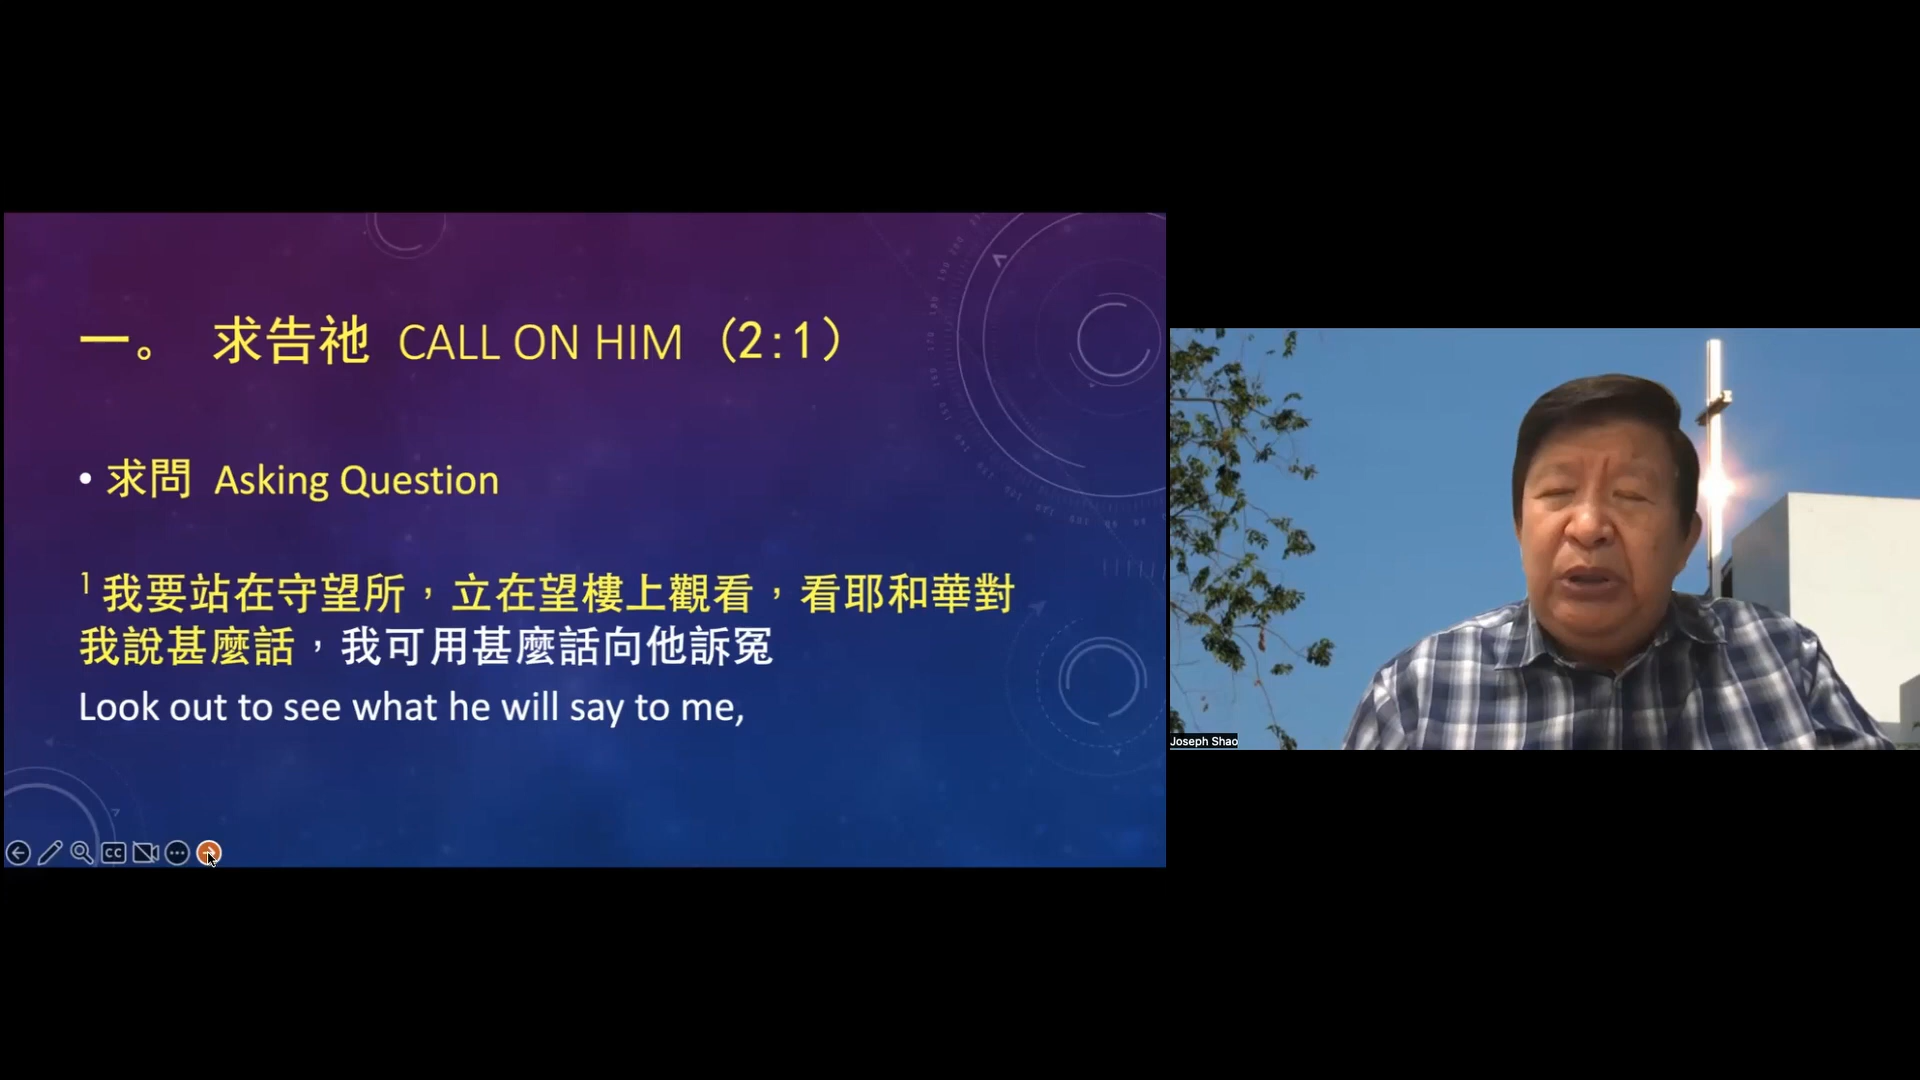 一。 求告祂 CALL ON HIM（2:1）
• 求問 Asking Question
1 我要站在守望所，立在望樓上觀看，看耶和華對
我說甚麼話，我可用甚麼話向他訴冤
Look out to see what he will say to me,
CC
Joseph Shao